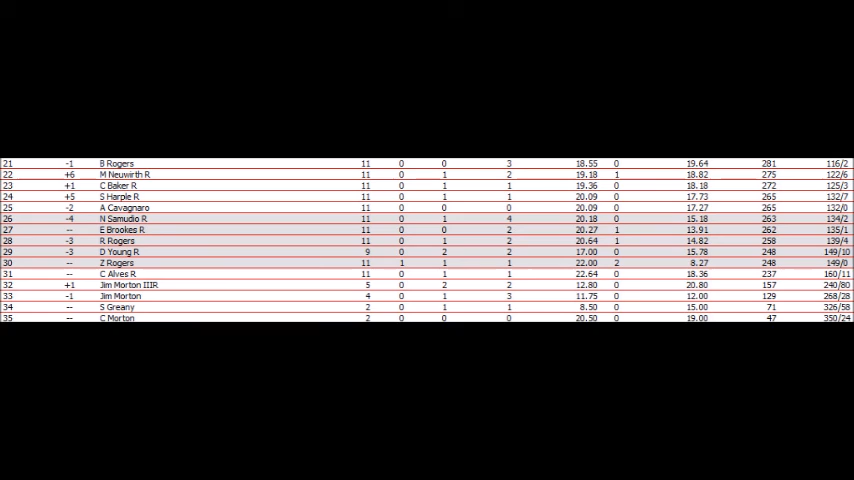 21 -1 B Rogers 11 0 0 3 18.55 0 19.64 281 116/2
22 +6 M Neuwirth R 11 0 1 2 19.18 1 18.82 275 122/6
23 +1 C Baker R 11 0 1 1 19.36 0 18.18 272 125/3
24 +5 S Harple R 11 0 1 1 20.09 0 17.73 265 132/7
25 -2 A Cavagnaro 11 0 0 0 20.09 0 17.27 265 132/0
26 -4 N Samudio R 11 0 1 4 20.18 0 15.18 263 134/2
27 -- E Brookes R 11 0 0 2 20.27 1 13.91 262 135/1
28 -3 R Rogers 11 0 1 2 20.64 1 14.82 258 139/4
29 -3 D Young R 9 0 2 2 17.00 0 15.78 248 149/10
30 -- Z Rogers 11 1 1 1 22.00 2 8.27 248 149/0
31 -- C Alves R 11 0 1 1 22.64 0 18.36 237 160/11
32 +1 Jim Morton IIIR 5 0 2 2 12.80 0 20.80 157 240/80
33 -1 Jim Morton 4 0 1 3 11.75 0 12.00 129 268/28
34 -- S Greany 2 0 1 1 8.50 0 15.00 71 326/58
35 -- C Morton 2 0 0 0 20.50 0 19.00 47 350/24